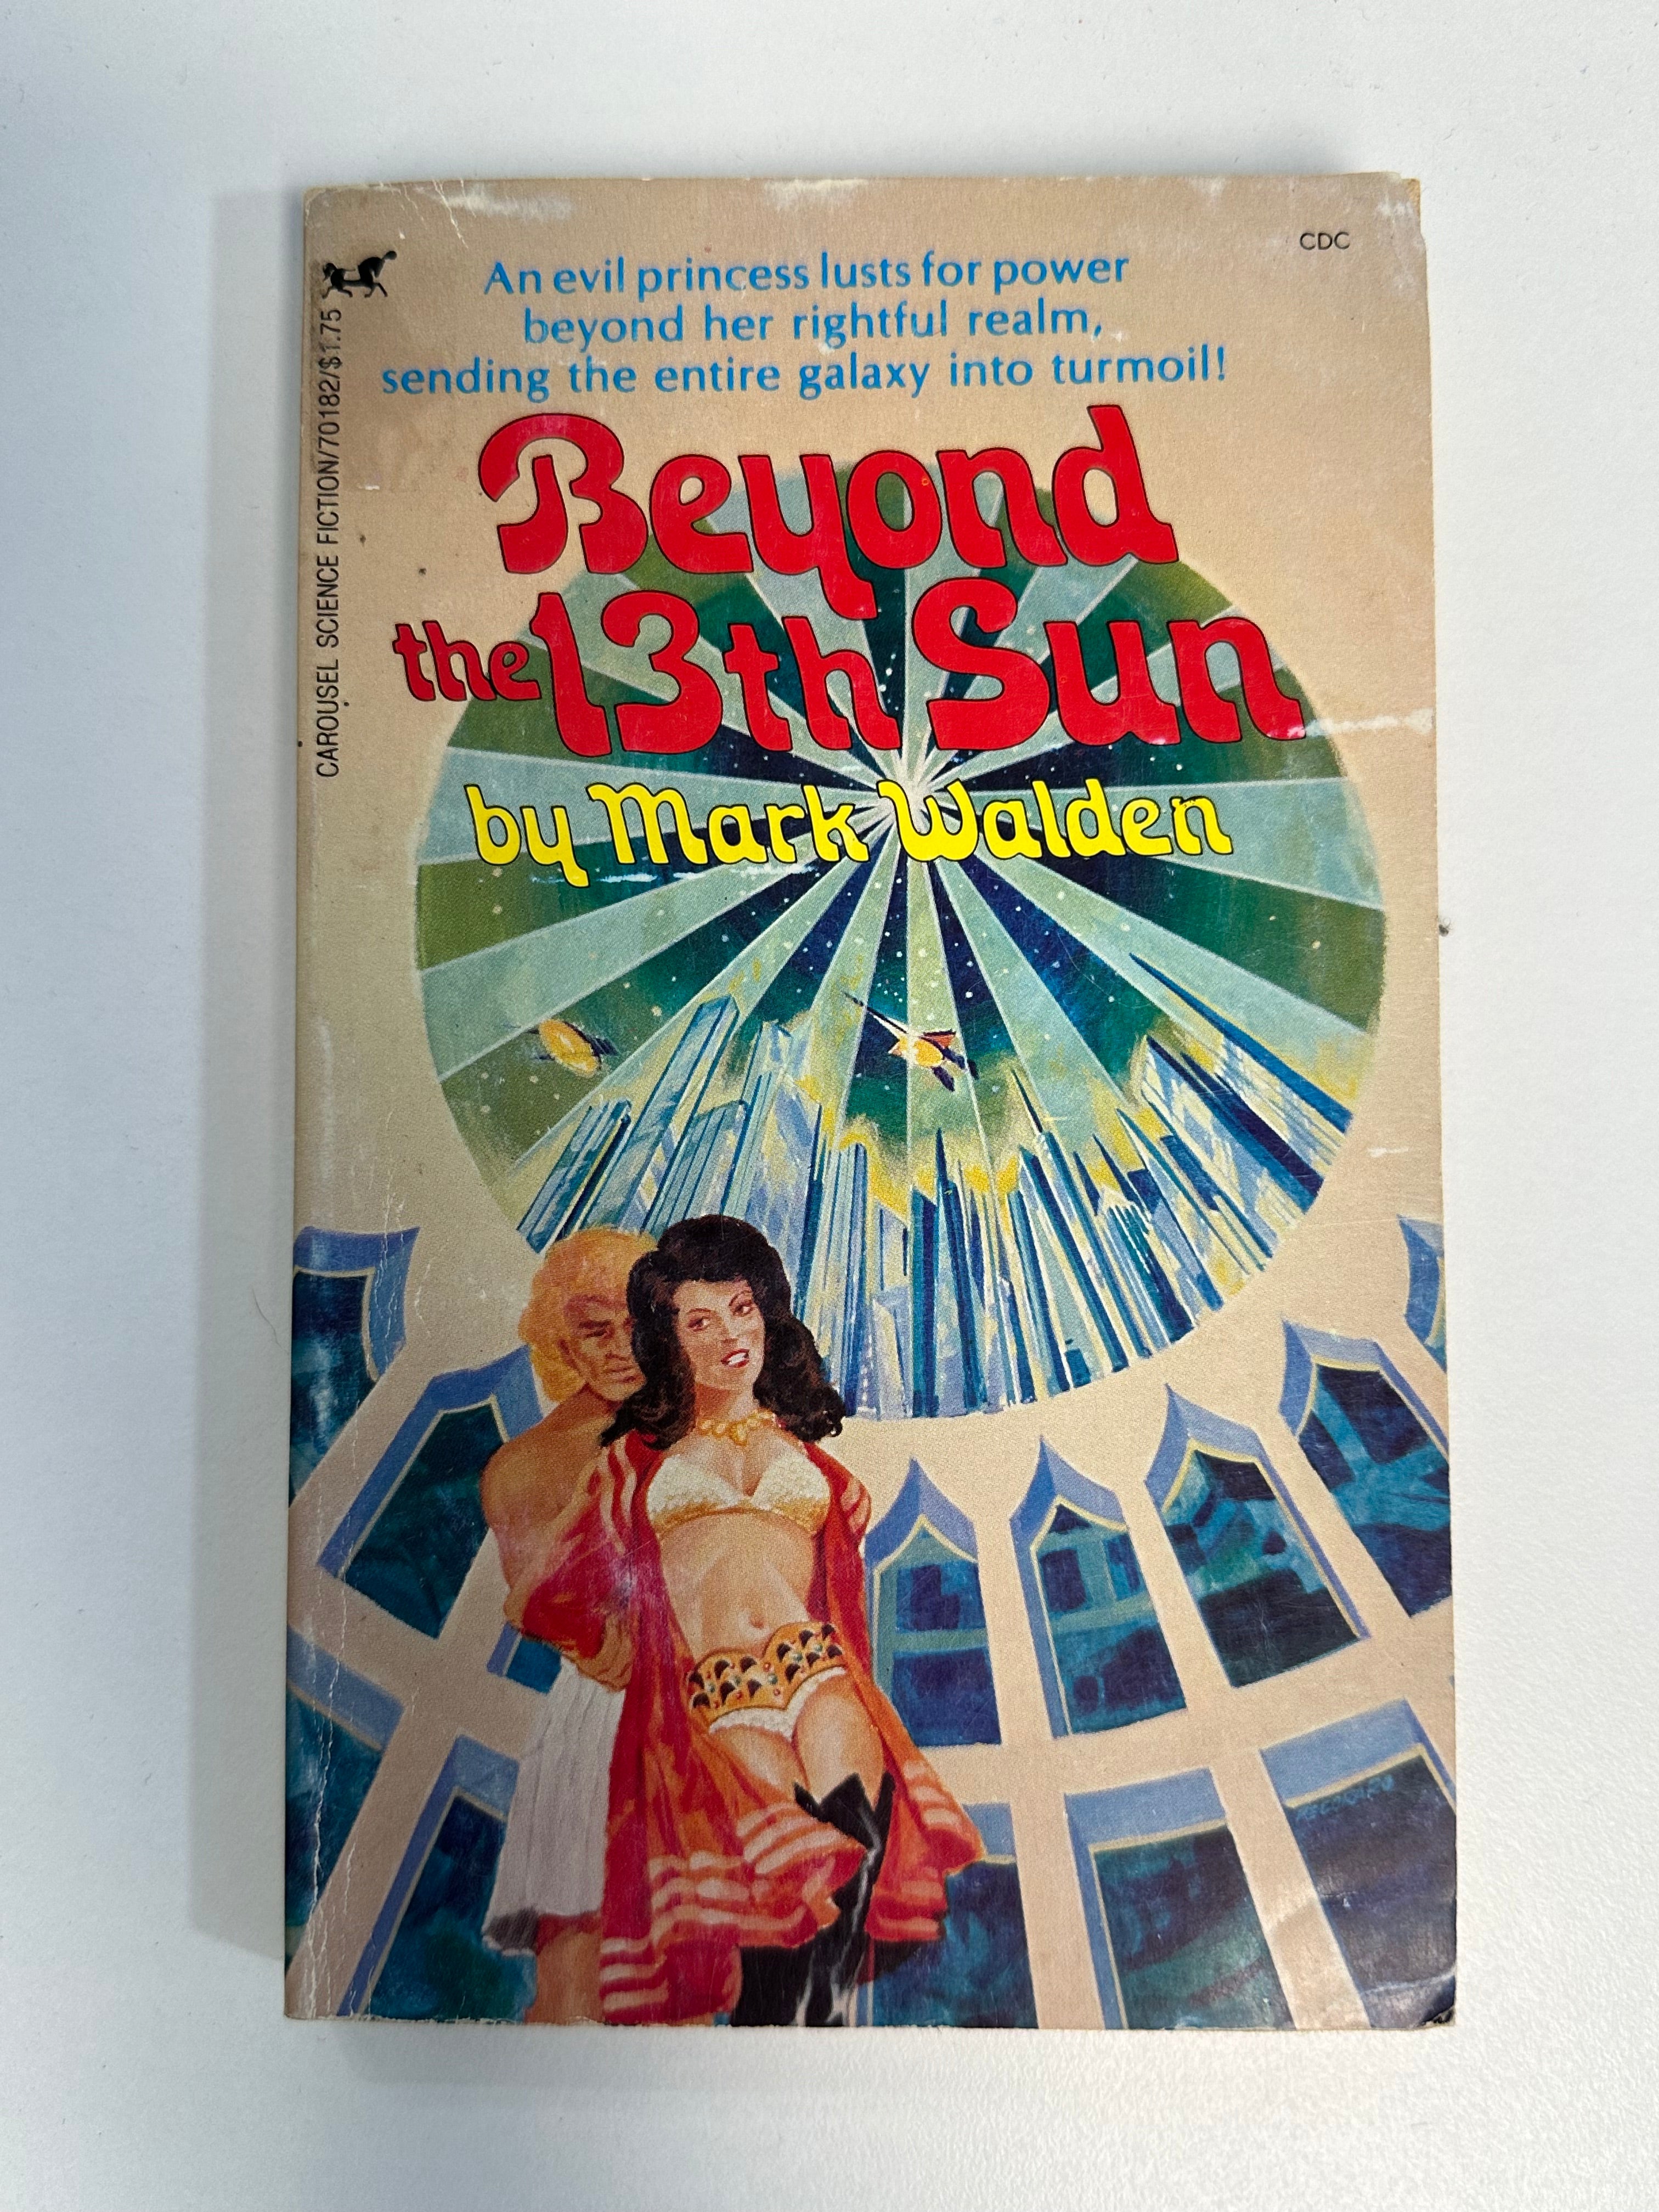 CDC
An evil princess lusts for power
beyond her rightful realm,
sending the entire galaxy into turmoil!
CAROUSEL SCIENCE FICTION/70182/$1.75
Beyond
the 13th Sun
by Mark Walden